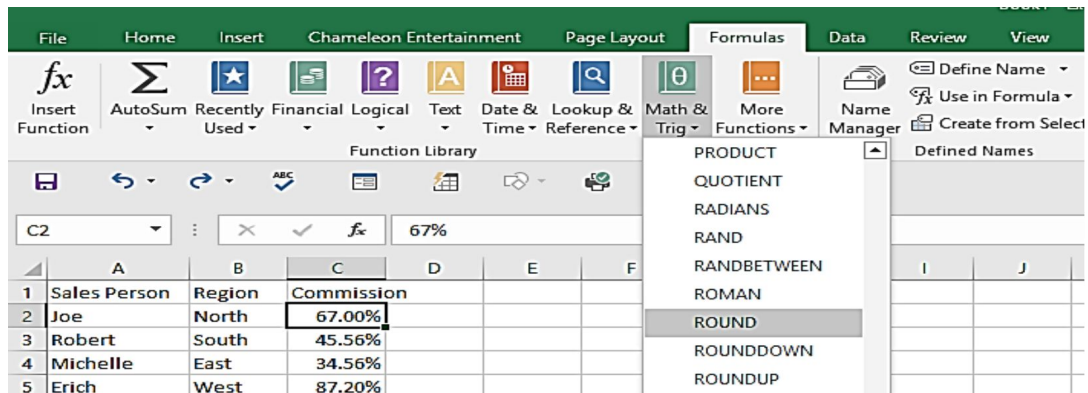 File Home Insert Chameleon Entertainment Page Layout Formulas Data Review View
fx Σ ? A θ
Insert Function
AutoSum
Recently Used
Financial
Logical
Text
Date & Time
Lookup & Reference
Math & Trig
More Functions
Name Manager
Define Name
Use in Formula
Create from Select
Function Library
Defined Names
PRODUCT
QUOTIENT
RADIANS
RAND
RANDBETWEEN
ROMAN
ROUND
ROUNDDOWN
ROUNDUP
ABC
C2 fx 67%
A B C D E F I J
1 Sales Person Region Commission
2 Joe North 67.00%
3 Robert South 45.56%
4 Michelle East 34.56%
5 Erich West 87.20%